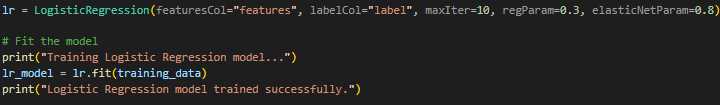 lr = LogisticRegression(featuresCol="features", labelCol="label", maxIter=10, regParam=0.3, elasticNetParam=0.8)
# Fit the model
print("Training Logistic Regression model...")
lr_model = lr.fit(training_data)
print("Logistic Regression model trained successfully.")